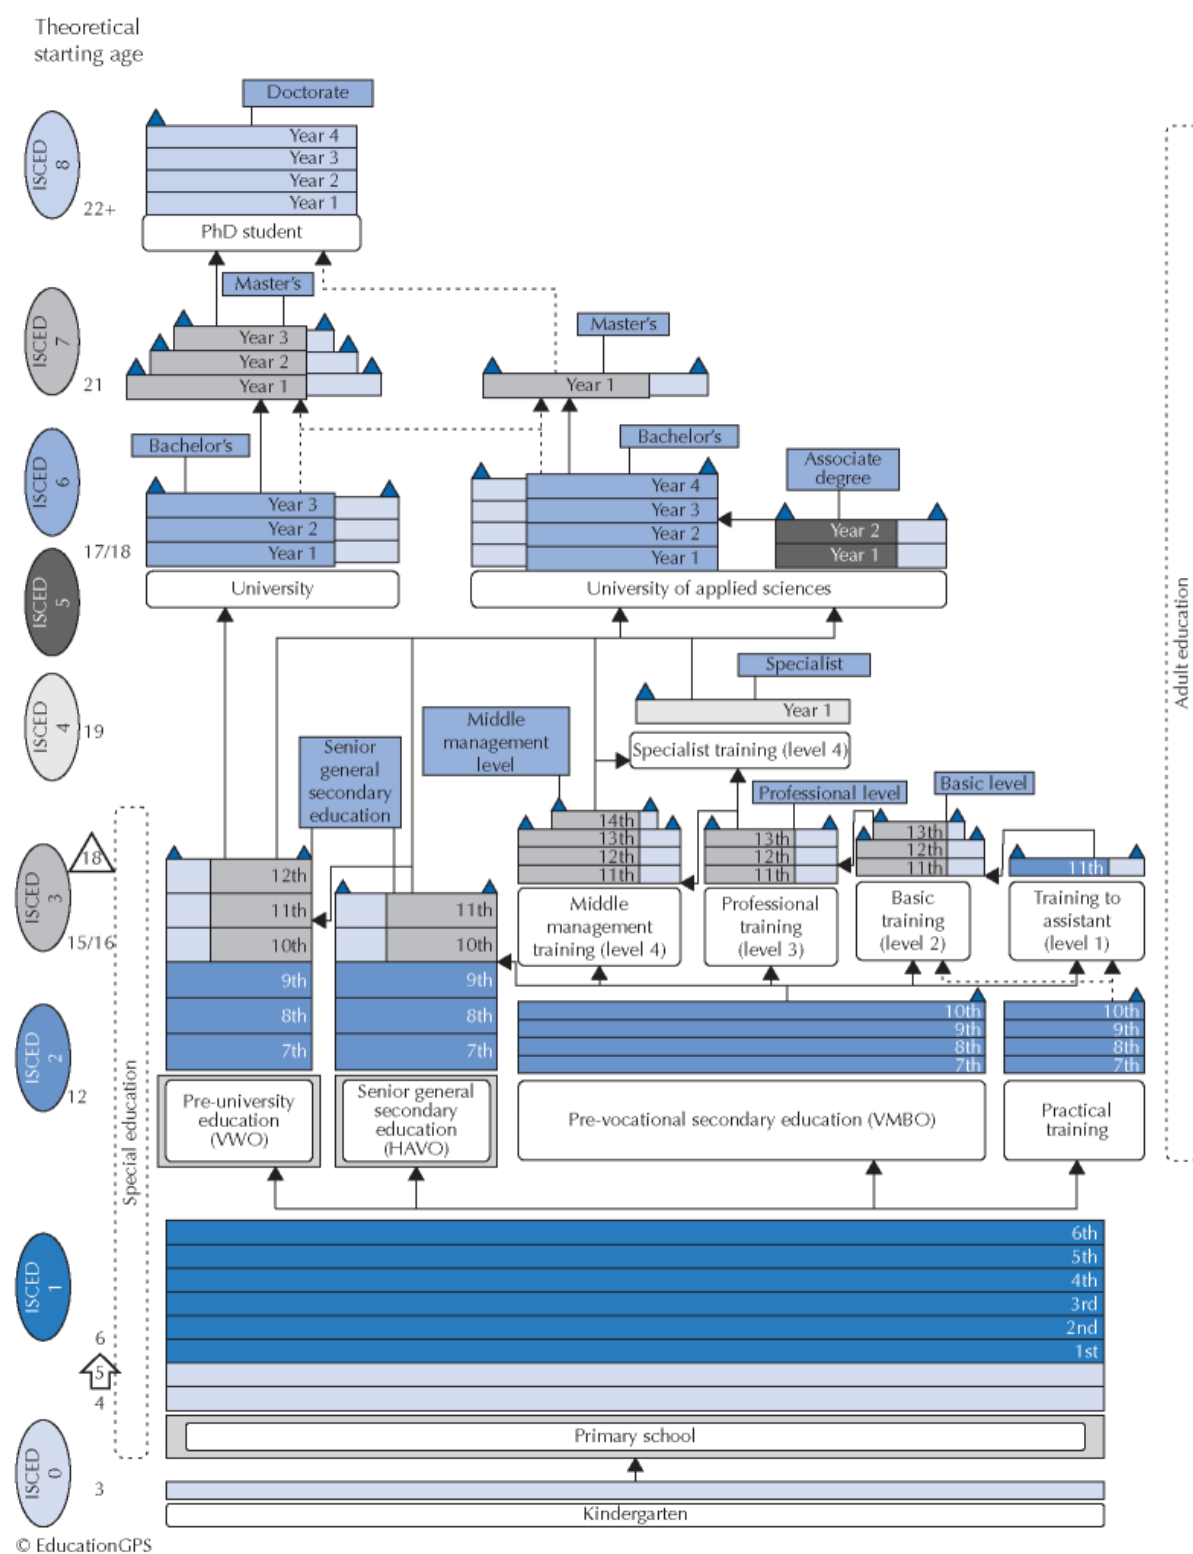 Theoretical
starting age
Doctorate
ISCED
8
Year 4
Year 3
Year 2
Year 1
22+
PhD student
Master's
ISCED
7
Year 3
Year 2
Year 1
21
Master's
Year 1
Bachelor's
ISCED
6
Year 3
Year 2
Year 1
17/18
University
Bachelor's
Year 4
Year 3
Year 2
Year 1
Associate
degree
Year 2
Year 1
University of applied sciences
ISCED
5
ISCED
4
19
Specialist
Year 1
Specialist training (level 4)
Senior
general
secondary
education
Middle
management
level
Professional level
Basic level
ISCED
3
18
15/16
12th
11th
10th
9th
8th
7th
11th
10th
9th
8th
7th
14th
13th
12th
11th
13th
12th
11th
13th
12th
11th
11th
Middle
management
training (level 4)
Professional
training
(level 3)
Basic
training
(level 2)
Training to
assistant
(level 1)
10th
9th
8th
7th
10th
9th
8th
7th
ISCED
2
12
Pre-university
education
(VWO)
Senior general
secondary
education
(HAVO)
Pre-vocational secondary education (VMBO)
Practical
training
Special education
Adult education
ISCED
1
6th
5th
4th
3rd
2nd
1st
6
5
4
Primary school
ISCED
0
3
Kindergarten
© EducationGPS